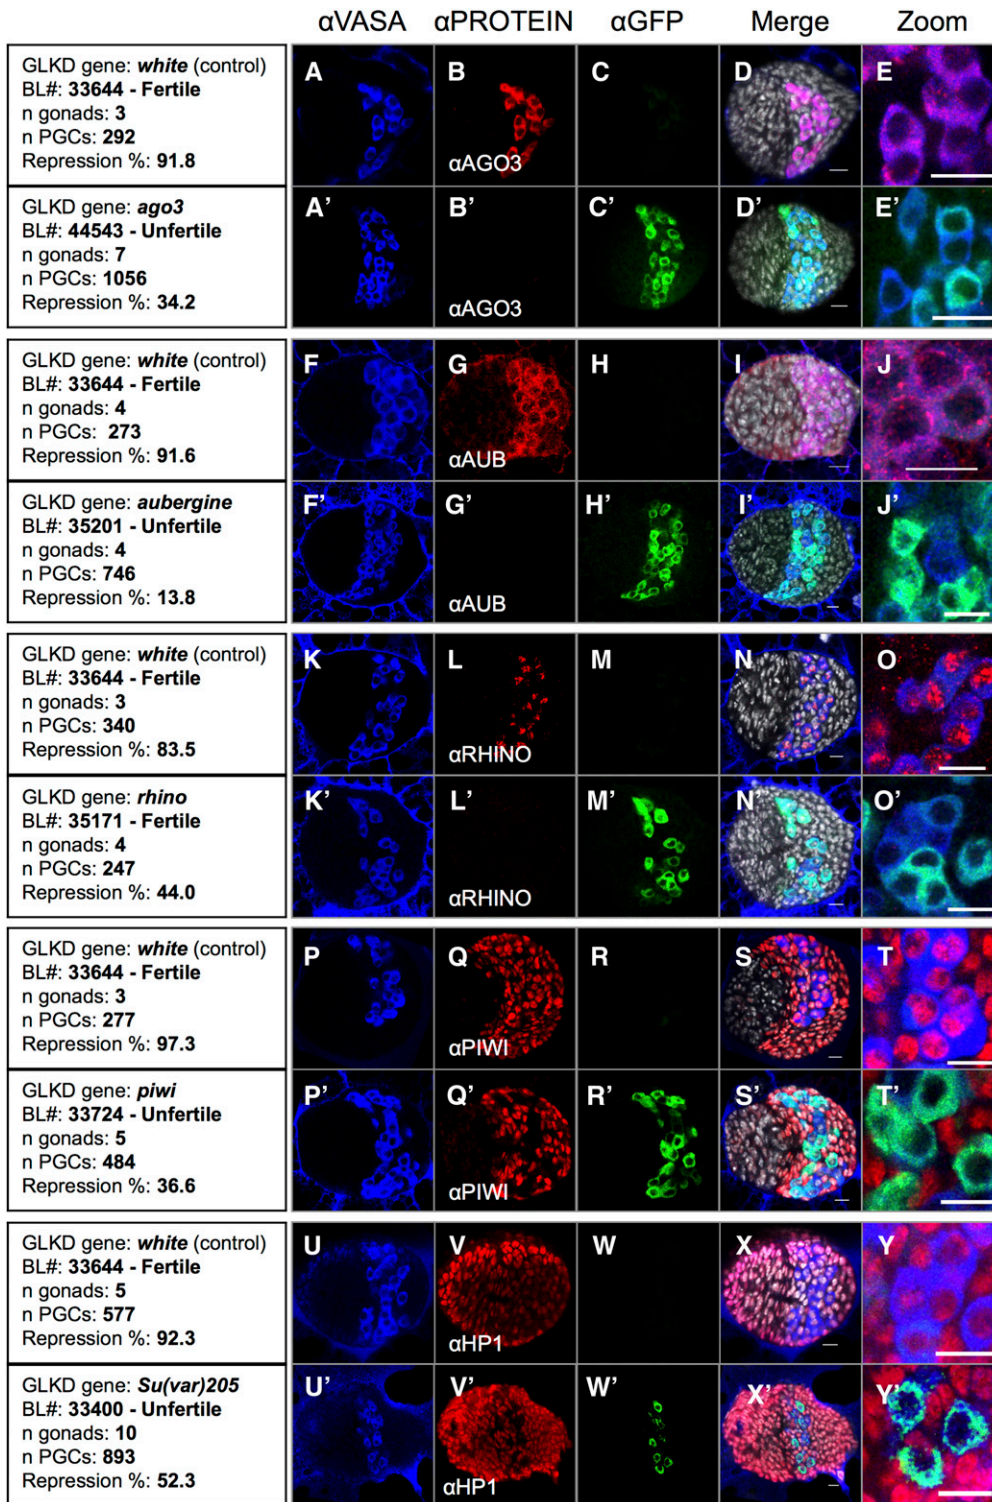 αVASA αPROTEIN αGFP Merge Zoom
GLKD gene: white (control)
BL#: 33644 - Fertile
n gonads: 3
n PGCs: 292
Repression %: 91.8
A B C D E
αAGO3
GLKD gene: ago3
BL#: 44543 - Unfertile
n gonads: 7
n PGCs: 1056
Repression %: 34.2
A' B' C' D' E'
αAGO3
GLKD gene: white (control)
BL#: 33644 - Fertile
n gonads: 4
n PGCs: 273
Repression %: 91.6
F G H I J
αAUB
GLKD gene: aubergine
BL#: 35201 - Unfertile
n gonads: 4
n PGCs: 746
Repression %: 13.8
F' G' H' I' J'
αAUB
GLKD gene: white (control)
BL#: 33644 - Fertile
n gonads: 3
n PGCs: 340
Repression %: 83.5
K L M N O
αRHINO
GLKD gene: rhino
BL#: 35171 - Fertile
n gonads: 4
n PGCs: 247
Repression %: 44.0
K' L' M' N' O'
αRHINO
GLKD gene: white (control)
BL#: 33644 - Fertile
n gonads: 3
n PGCs: 277
Repression %: 97.3
P Q R S T
αPIWI
GLKD gene: piwi
BL#: 33724 - Unfertile
n gonads: 5
n PGCs: 484
Repression %: 36.6
P' Q' R' S' T'
αPIWI
GLKD gene: white (control)
BL#: 33644 - Fertile
n gonads: 5
n PGCs: 577
Repression %: 92.3
U V W X Y
αHP1
GLKD gene: Su(var)205
BL#: 33400 - Unfertile
n gonads: 10
n PGCs: 893
Repression %: 52.3
U' V' W' X' Y'
αHP1